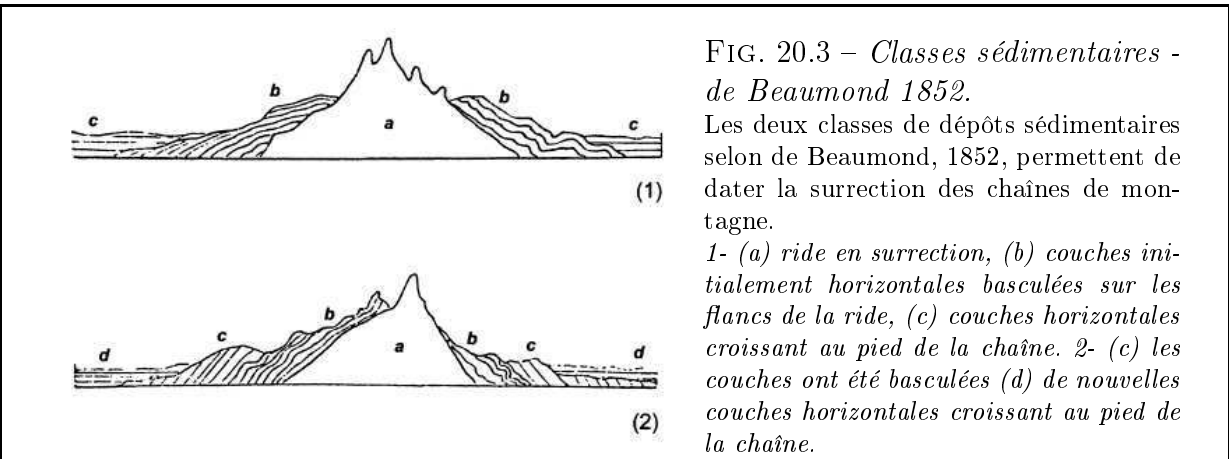 b
b
c
c
a
(1)
b
c
d
a
b
c
d
(2)
FIG. 20.3 – Classes sédimentaires -
de Beaumond 1852.
Les deux classes de dépôts sédimentaires
selon de Beaumond, 1852, permettent de
dater la surrection des chaînes de mon-
tagne.
1- (a) ride en surrection, (b) couches ini-
tialement horizontales basculées sur les
flancs de la ride, (c) couches horizontales
croissant au pied de la chaîne. 2- (c) les
couches ont été basculées (d) de nouvelles
couches horizontales croissant au pied de
la chaîne.